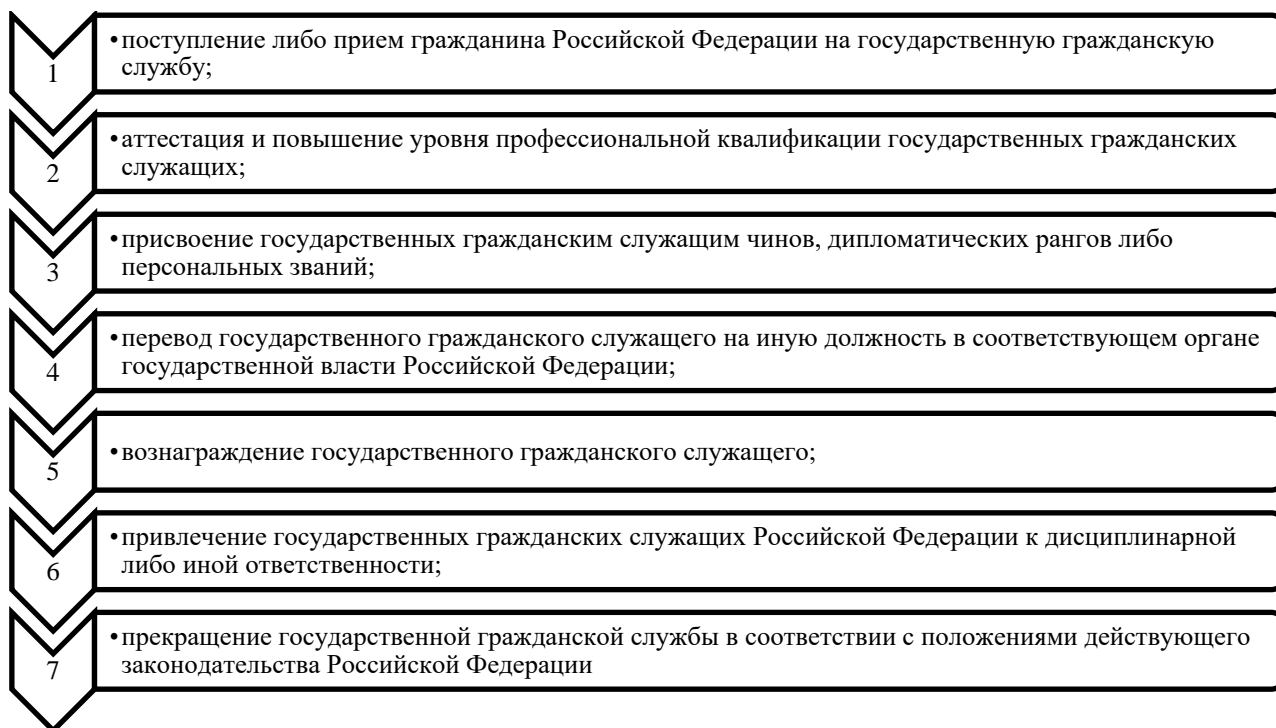 1
•поступление либо прием гражданина Российской Федерации на государственную гражданскую
службу;
2
•аттестация и повышение уровня профессиональной квалификации государственных гражданских
служащих;
3
•присвоение государственных гражданским служащим чинов, дипломатических рангов либо
персональных званий;
4
•перевод государственного гражданского служащего на иную должность в соответствующем органе
государственной власти Российской Федерации;
5
•вознаграждение государственного гражданского служащего;
6
•привлечение государственных гражданских служащих Российской Федерации к дисциплинарной
либо иной ответственности;
7
•прекращение государственной гражданской службы в соответствии с положениями действующего
законодательства Российской Федерации